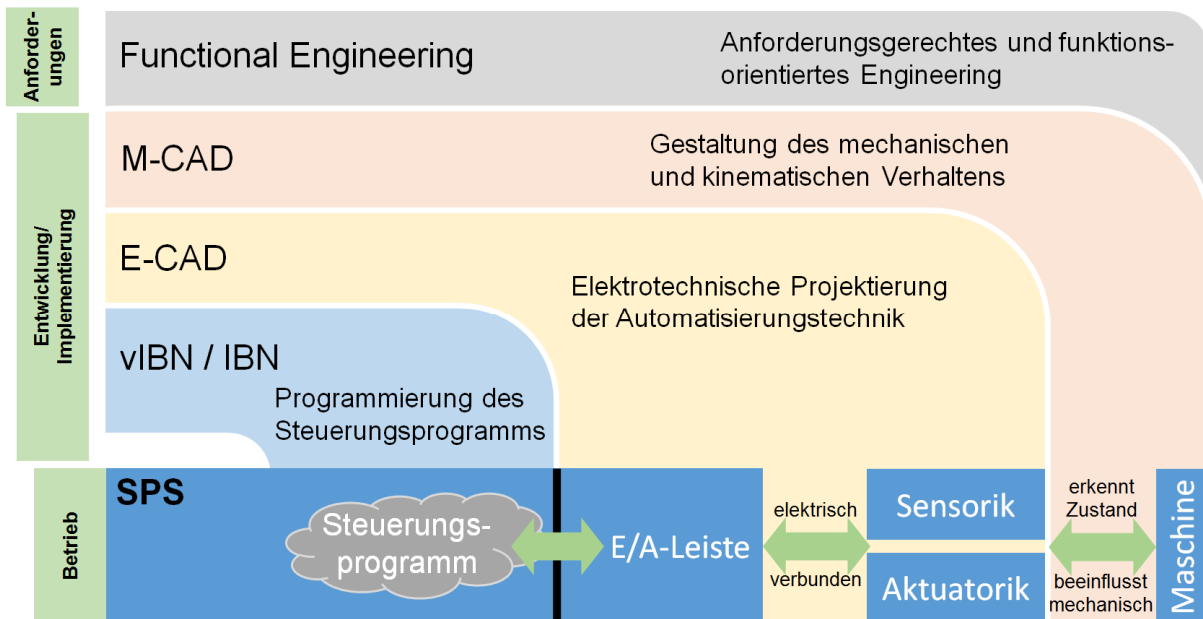 Anforder-
ungen
Functional Engineering
Anforderungsgerechtes und funktions-
orientiertes Engineering
Entwicklung/
Implementierung
M-CAD
Gestaltung des mechanischen
und kinematischen Verhaltens
E-CAD
Elektrotechnische Projektierung
der Automatisierungstechnik
vIBN / IBN
Programmierung des
Steuerungsprogramms
Betrieb
SPS
Steuerungs-
programm
E/A-Leiste
elektrisch
verbunden
Sensorik
Aktuatorik
erkennt
Zustand
beeinflusst
mechanisch
Maschine